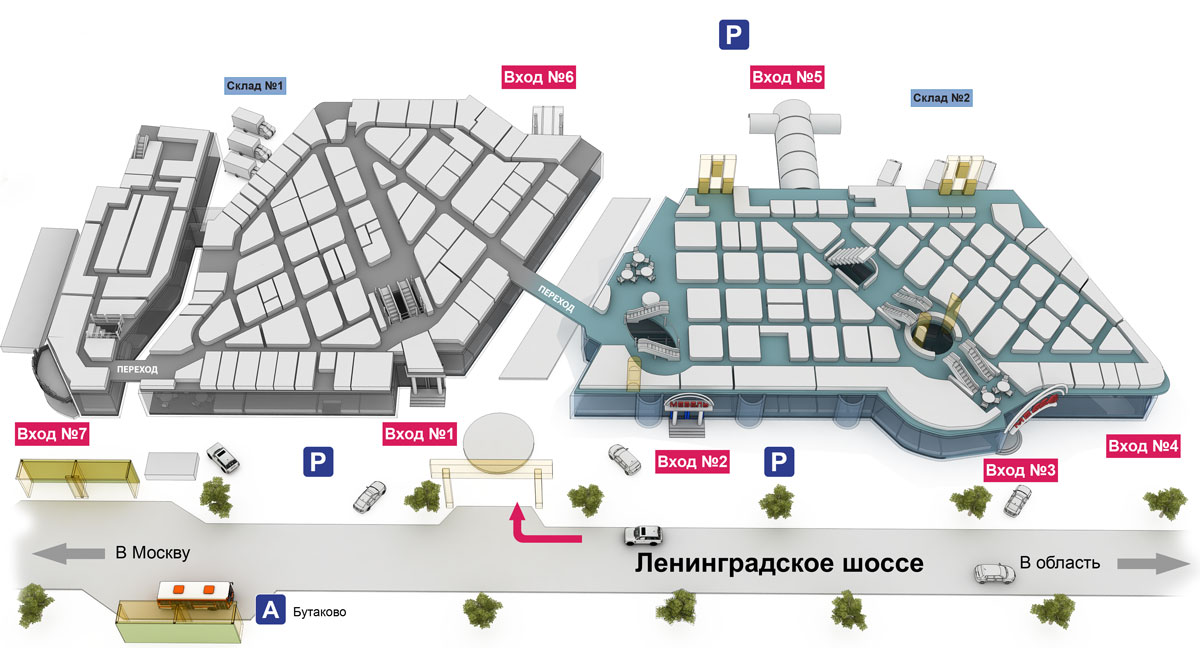 P
Вход №6
Вход №5
Склад №1
Склад №2
ПЕРЕХОД
ПЕРЕХОД
МЕБЕЛЬ
Вход №7
Вход №1
Вход №2
Вход №3
Вход №4
P
P
В Москву
Ленинградское шоссе
В область
А
Бутаково